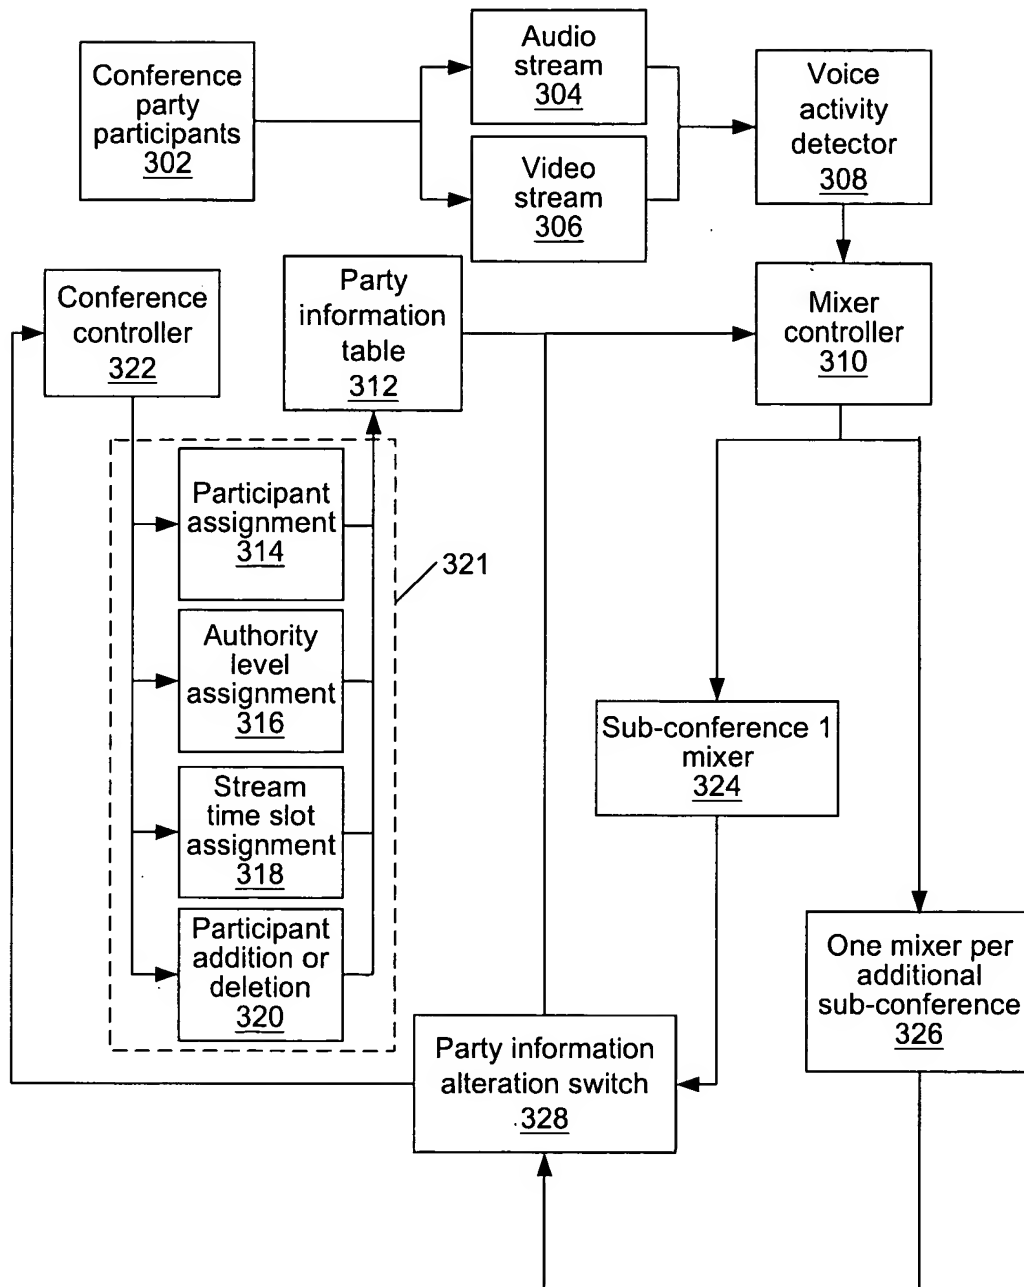 Conference
party
participants
302
Audio
stream
304
Video
stream
306
Voice
activity
detector
308
Conference
controller
322
Party
information
table
312
Mixer
controller
310
Participant
assignment
314
321
Authority
level
assignment
316
Stream
time slot
assignment
318
Participant
addition or
deletion
320
Sub-conference 1
mixer
324
One mixer per
additional
sub-conference
326
Party information
alteration switch
328